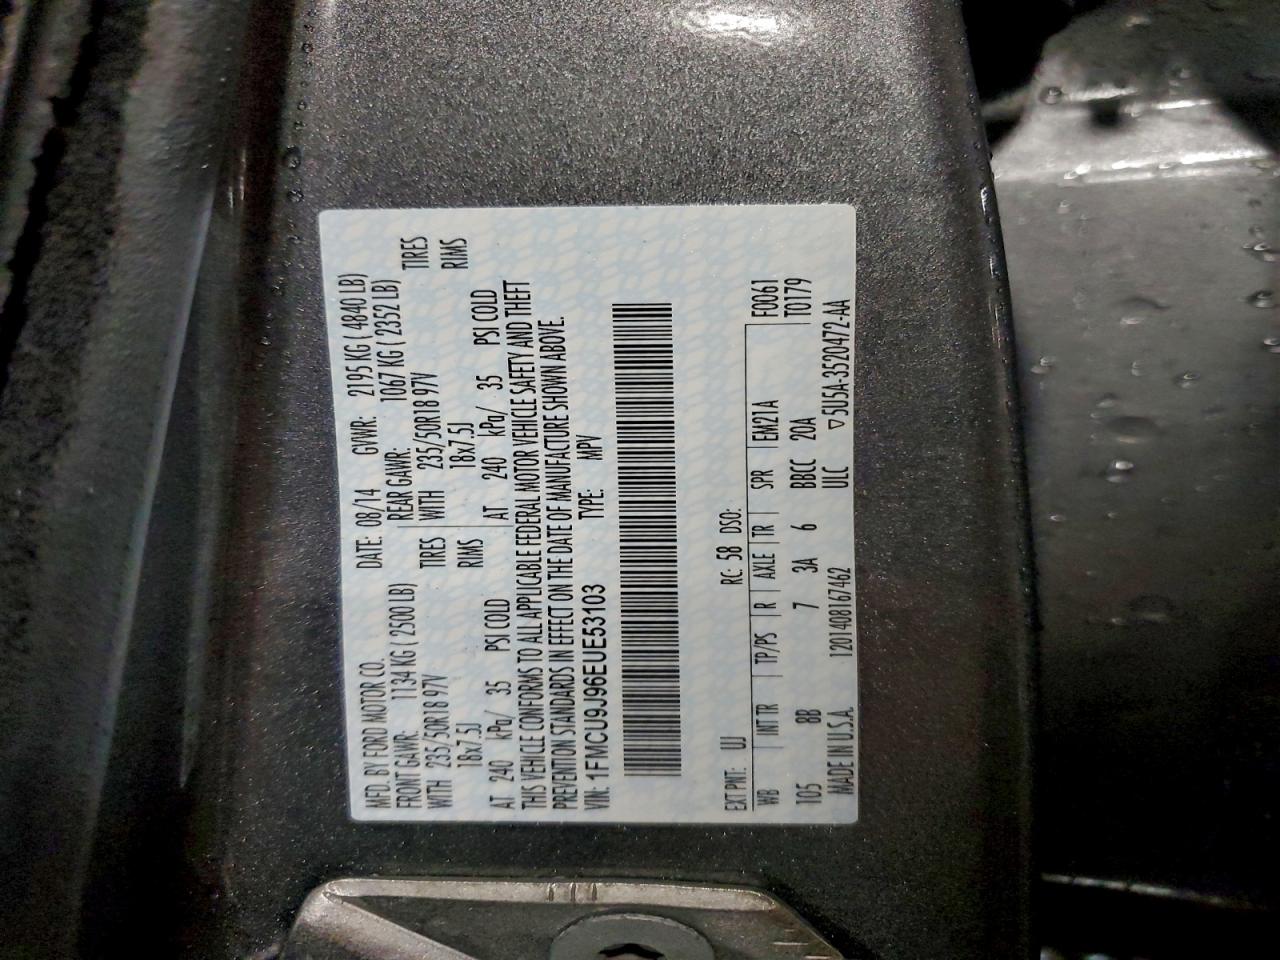 MFD. BY FORD MOTOR CO. DATE: 08/14 GVWR: 2195 KG ( 4840 LB)
FRONT GAWR: 1134 KG ( 2500 LB) REAR GAWR: 1067 KG ( 2352 LB)
WITH 235/50R18 97V TIRES WITH 235/50R18 97V TIRES
18x7.5J RIMS 18x7.5J RIMS
AT 240 kPa/ 35 PSI COLD AT 240 kPa/ 35 PSI COLD
THIS VEHICLE CONFORMS TO ALL APPLICABLE FEDERAL MOTOR VEHICLE SAFETY AND THEFT
PREVENTION STANDARDS IN EFFECT ON THE DATE OF MANUFACTURE SHOWN ABOVE.
VIN: 1FMCU9J96EUE53103 TYPE: MPV
EXT PNT: UJ RC: 58 DSO: F0061
WB INT TR TP/PS R AXLE TR SPR EM21A T0179
105 8B 7 3A 6 BBCC 20A
MADE IN U.S.A. 120140816746​2 ULC ▽5U5A-3520472-AA